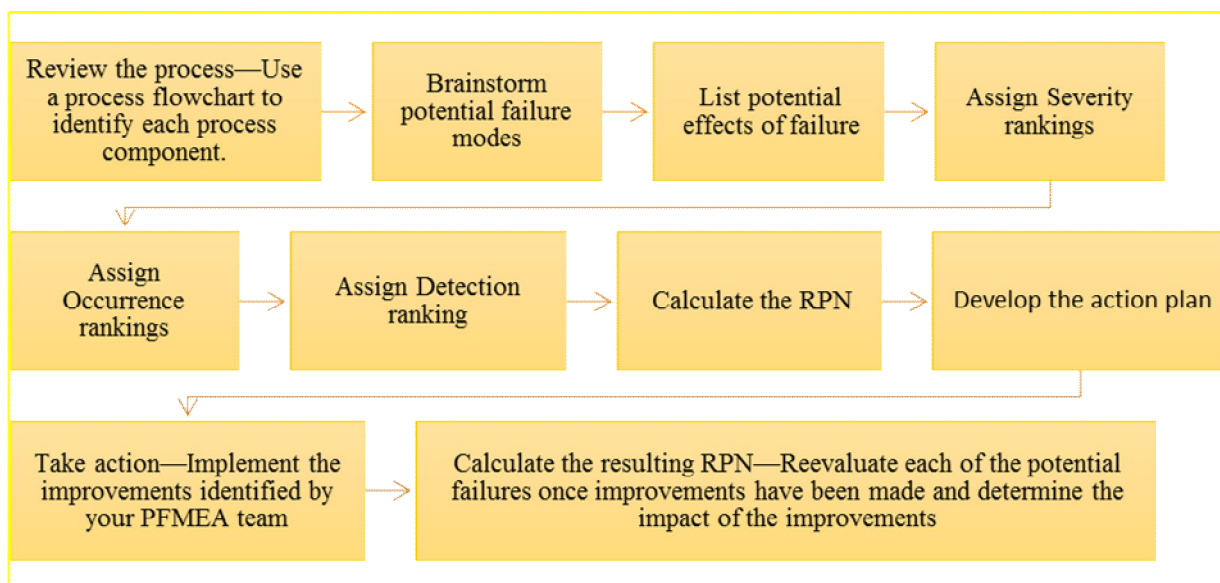 Review the process—Use
a process flowchart to
identify each process
component.
Brainstorm
potential failure
modes
List potential
effects of failure
Assign Severity
rankings
Assign
Occurrence
rankings
Assign Detection
ranking
Calculate the RPN
Develop the action plan
Take action—Implement the
improvements identified by
your PFMEA team
Calculate the resulting RPN—Reevaluate each of the potential
failures once improvements have been made and determine the
impact of the improvements